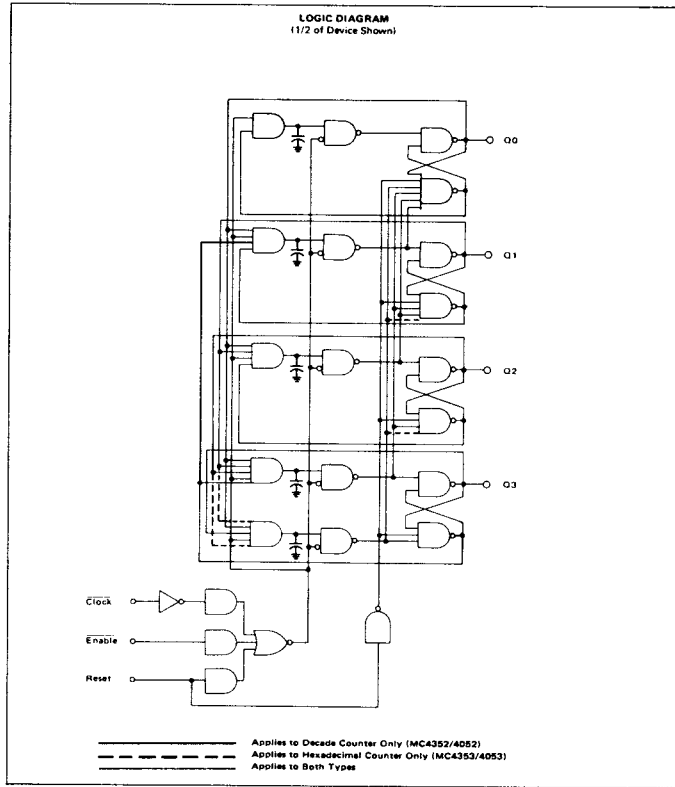 LOGIC DIAGRAM
(1/2 of Device Shown)
Q0
Q1
Q2
Q3
Clock
Enable
Reset
Applies to Decade Counter Only (MC4352/4052)
Applies to Hexadecimal Counter Only (MC4353/4053)
Applies to Both Types